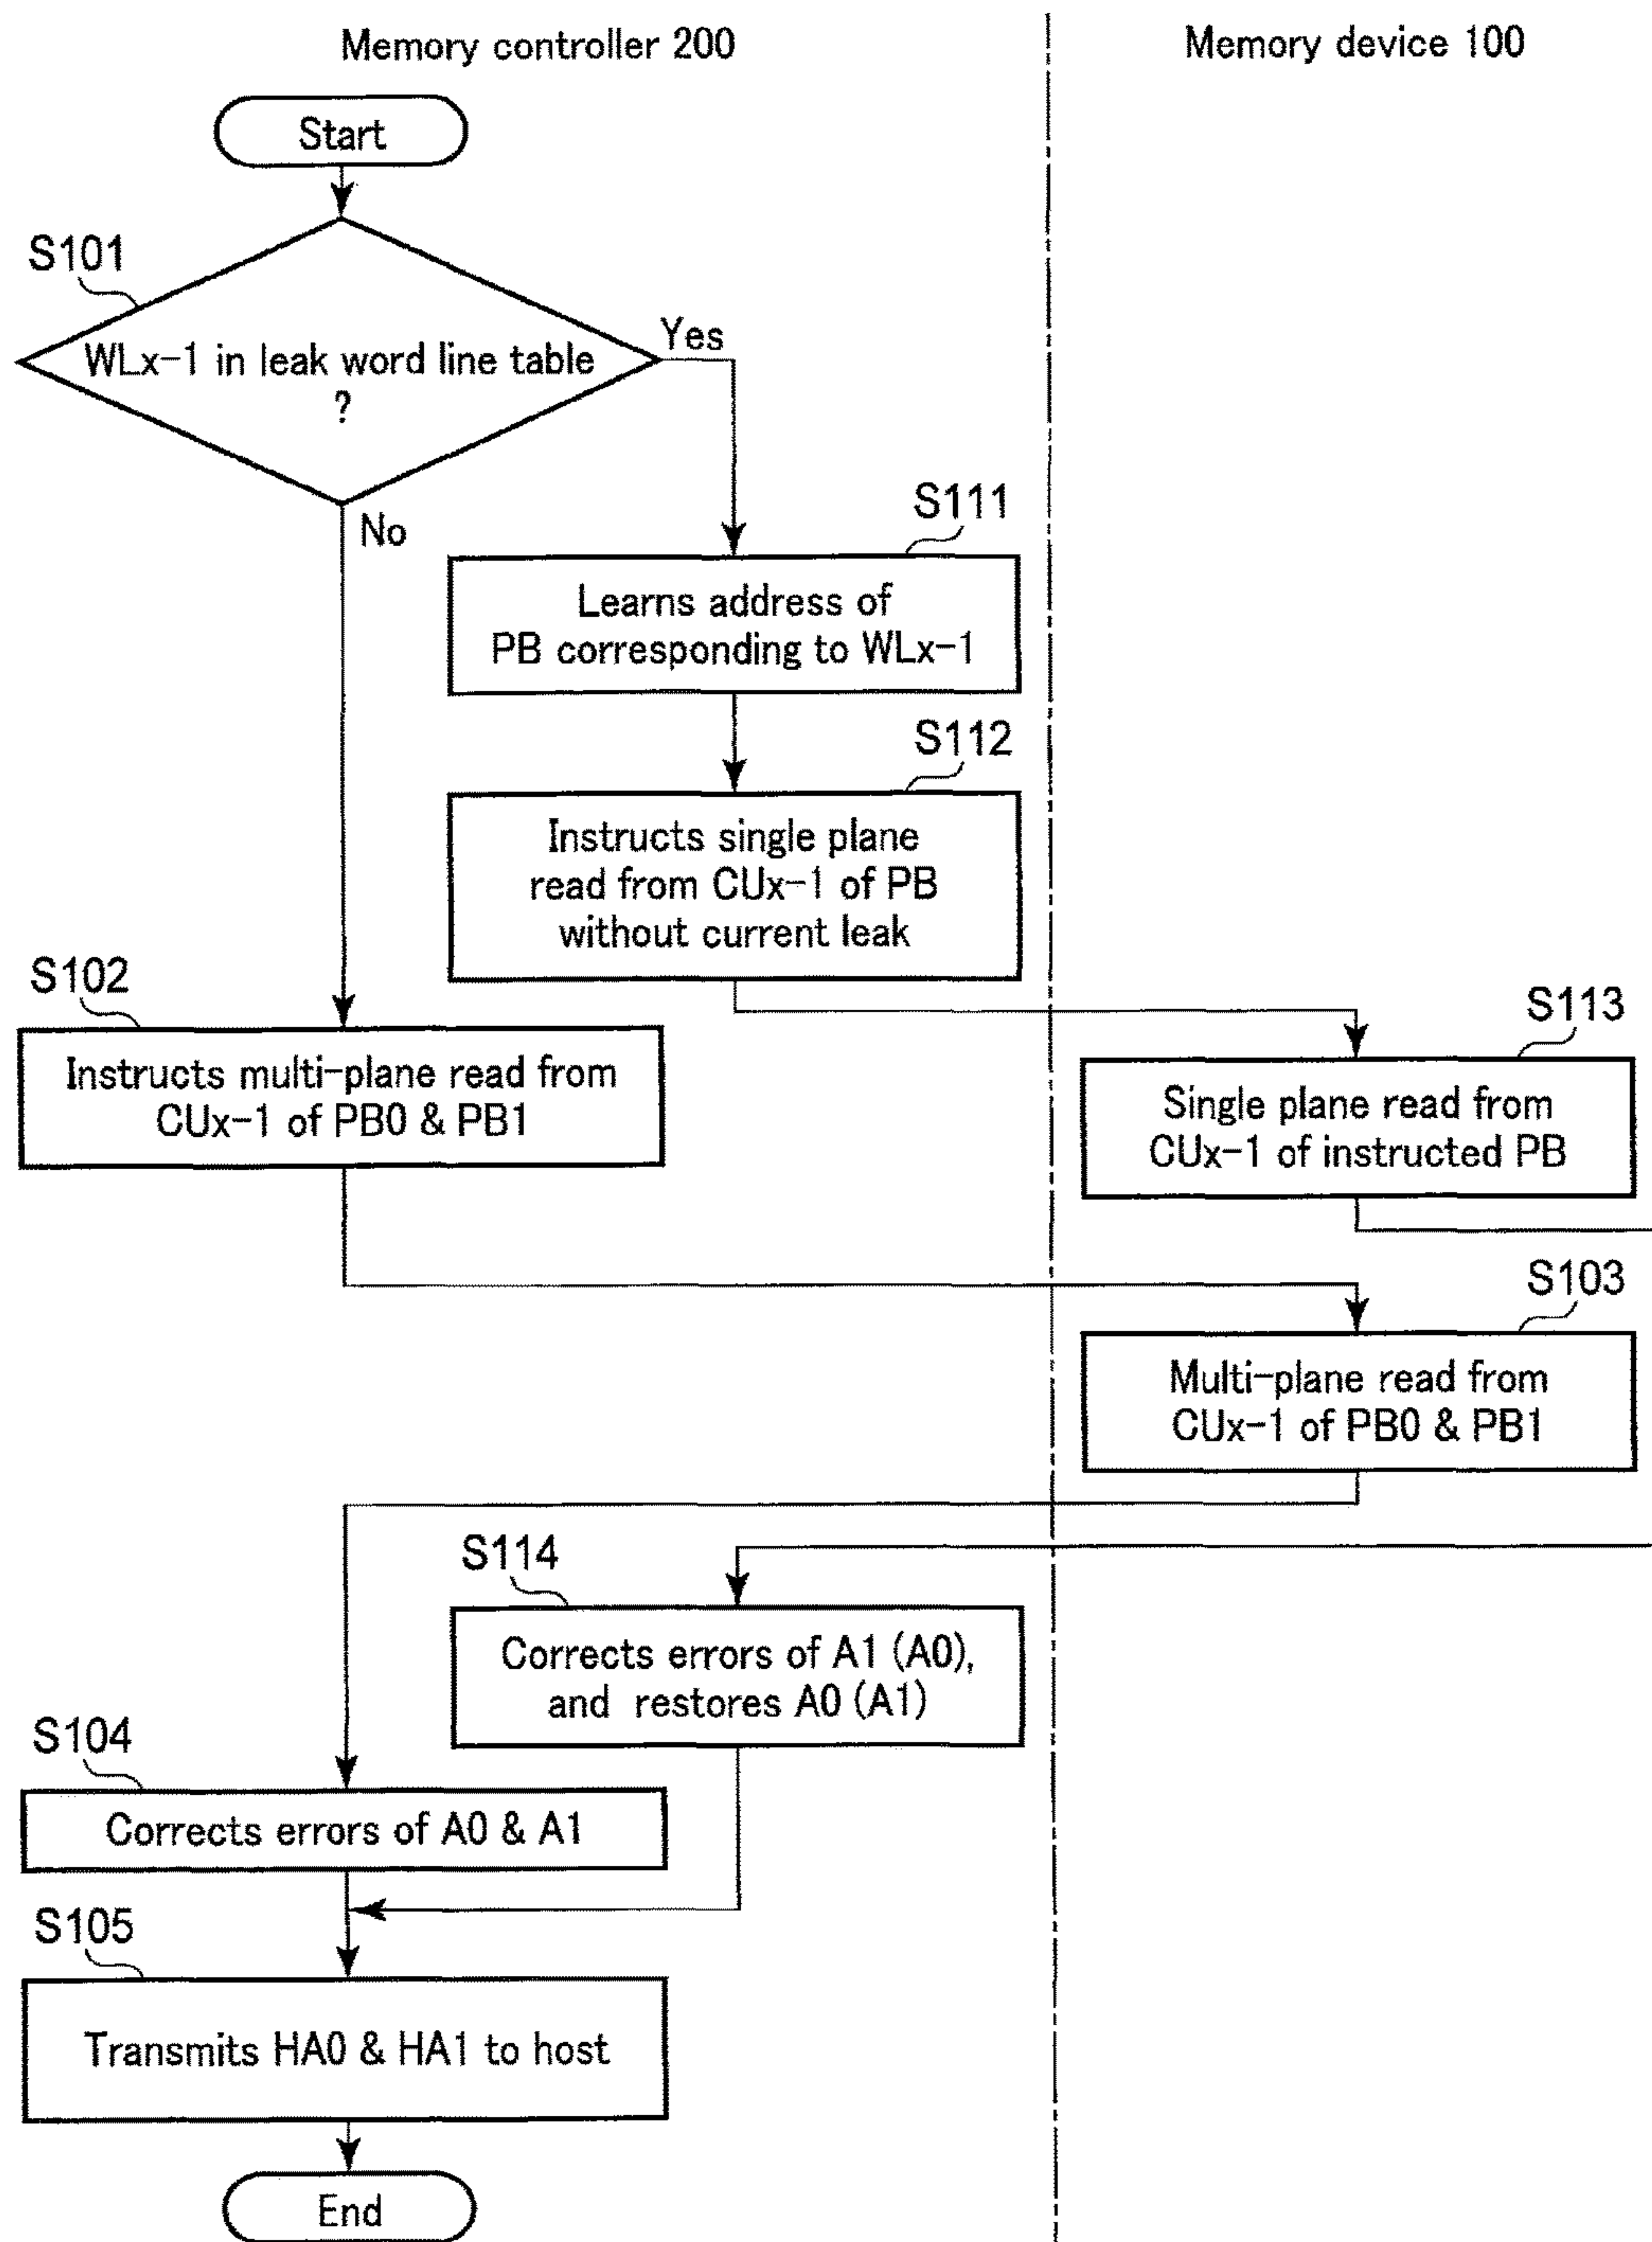 Memory controller 200
Memory device 100
Start
S101
WLx-1 in leak word line table
?
Yes
No
S111
Learns address of
PB corresponding to WLx-1
S112
Instructs single plane
read from CUx-1 of PB
without current leak
S102
Instructs multi-plane read from
CUx-1 of PB0 & PB1
S113
Single plane read from
CUx-1 of instructed PB
S103
Multi-plane read from
CUx-1 of PB0 & PB1
S114
Corrects errors of A1 (A0),
and restores A0 (A1)
S104
Corrects errors of A0 & A1
S105
Transmits HA0 & HA1 to host
End